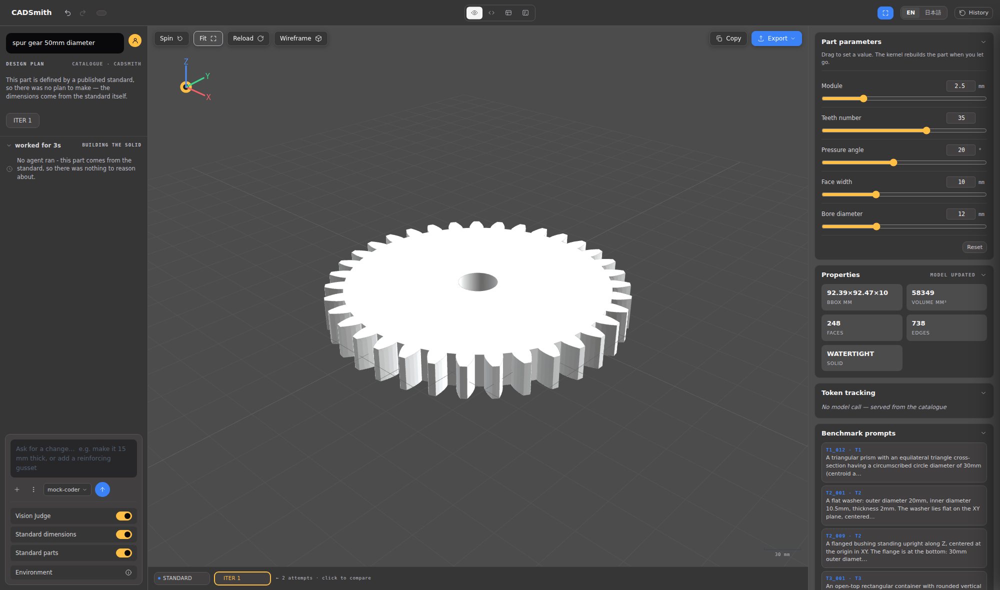 CADSmith
EN
日本語
History
spur gear 50mm diameter
DESIGN PLAN
CATALOGUE · CADSMITH
This part is defined by a published standard,
so there was no plan to make — the
dimensions come from the standard itself.
ITER 1
worked for 3s
BUILDING THE SOLID
No agent ran - this part comes from the
standard, so there was nothing to reason
about.
Ask for a change... e.g. make it 15
mm thick, or add a reinforcing
gusset
mock-coder
Vision Judge
Standard dimensions
Standard parts
Environment
Spin
Fit
Reload
Wireframe
Copy
Export
Z
Y
X
30 mm
STANDARD
ITER 1
← 2 attempts · click to compare
Part parameters
Drag to set a value. The kernel rebuilds the part when you let
go.
Module
2.5
mm
Teeth number
35
Pressure angle
20
°
Face width
10
mm
Bore diameter
12
mm
Reset
Properties
MODEL UPDATED
92.39×92.47×10
BBOX MM
58349
VOLUME MM³
248
FACES
738
EDGES
WATERTIGHT
SOLID
Token tracking
No model call — served from the catalogue
Benchmark prompts
T1_012 · T1
A triangular prism with an equilateral triangle cross-
section having a circumscribed circle diameter of 30mm
(centroid a...
T2_001 · T2
A flat washer: outer diameter 20mm, inner diameter
10.5mm, thickness 2mm. The washer lies flat on the XY
plane, centered...
T2_009 · T2
A flanged bushing standing upright along Z, centered at
the origin in XY. The flange is at the bottom: 30mm
outer diamet...
T3_001 · T3
An open-top rectangular container with rounded vertical